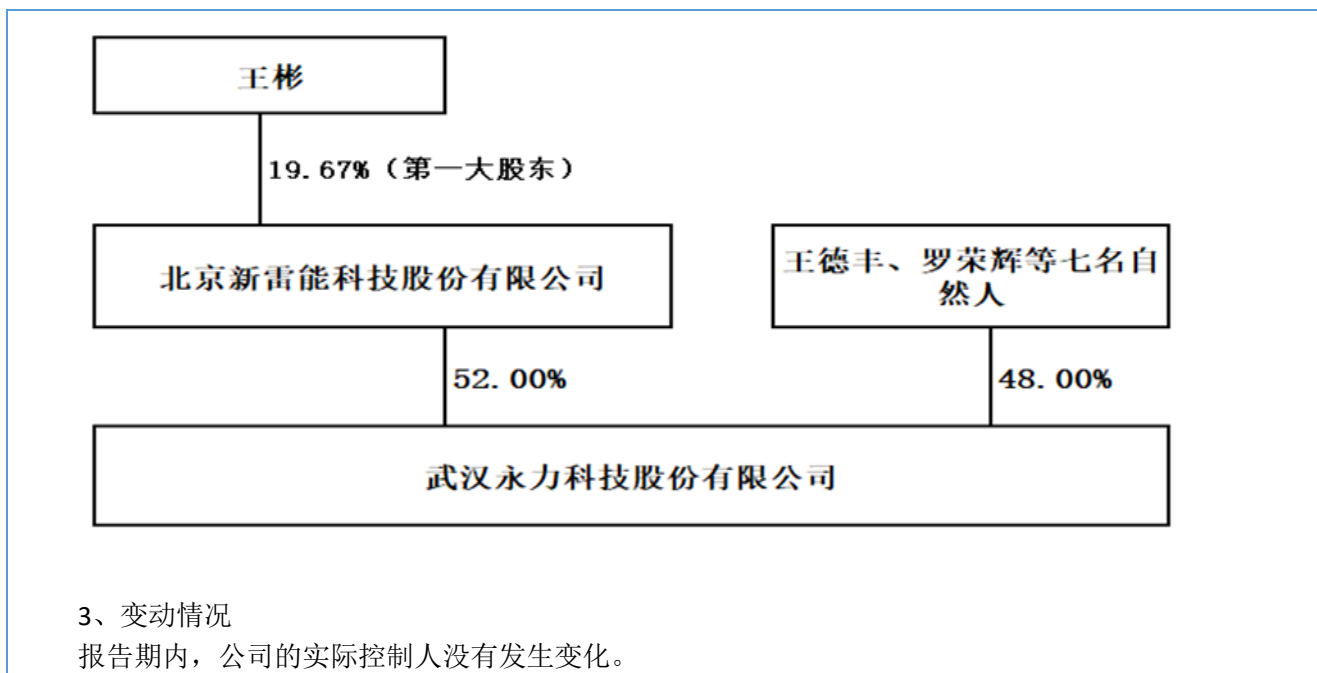 王彬
19.67%（第一大股东）
北京新雷能科技股份有限公司
王德丰、罗荣辉等七名自
然人
52.00%
48.00%
武汉永力科技股份有限公司
3、变动情况
报告期内，公司的实际控制人没有发生变化。